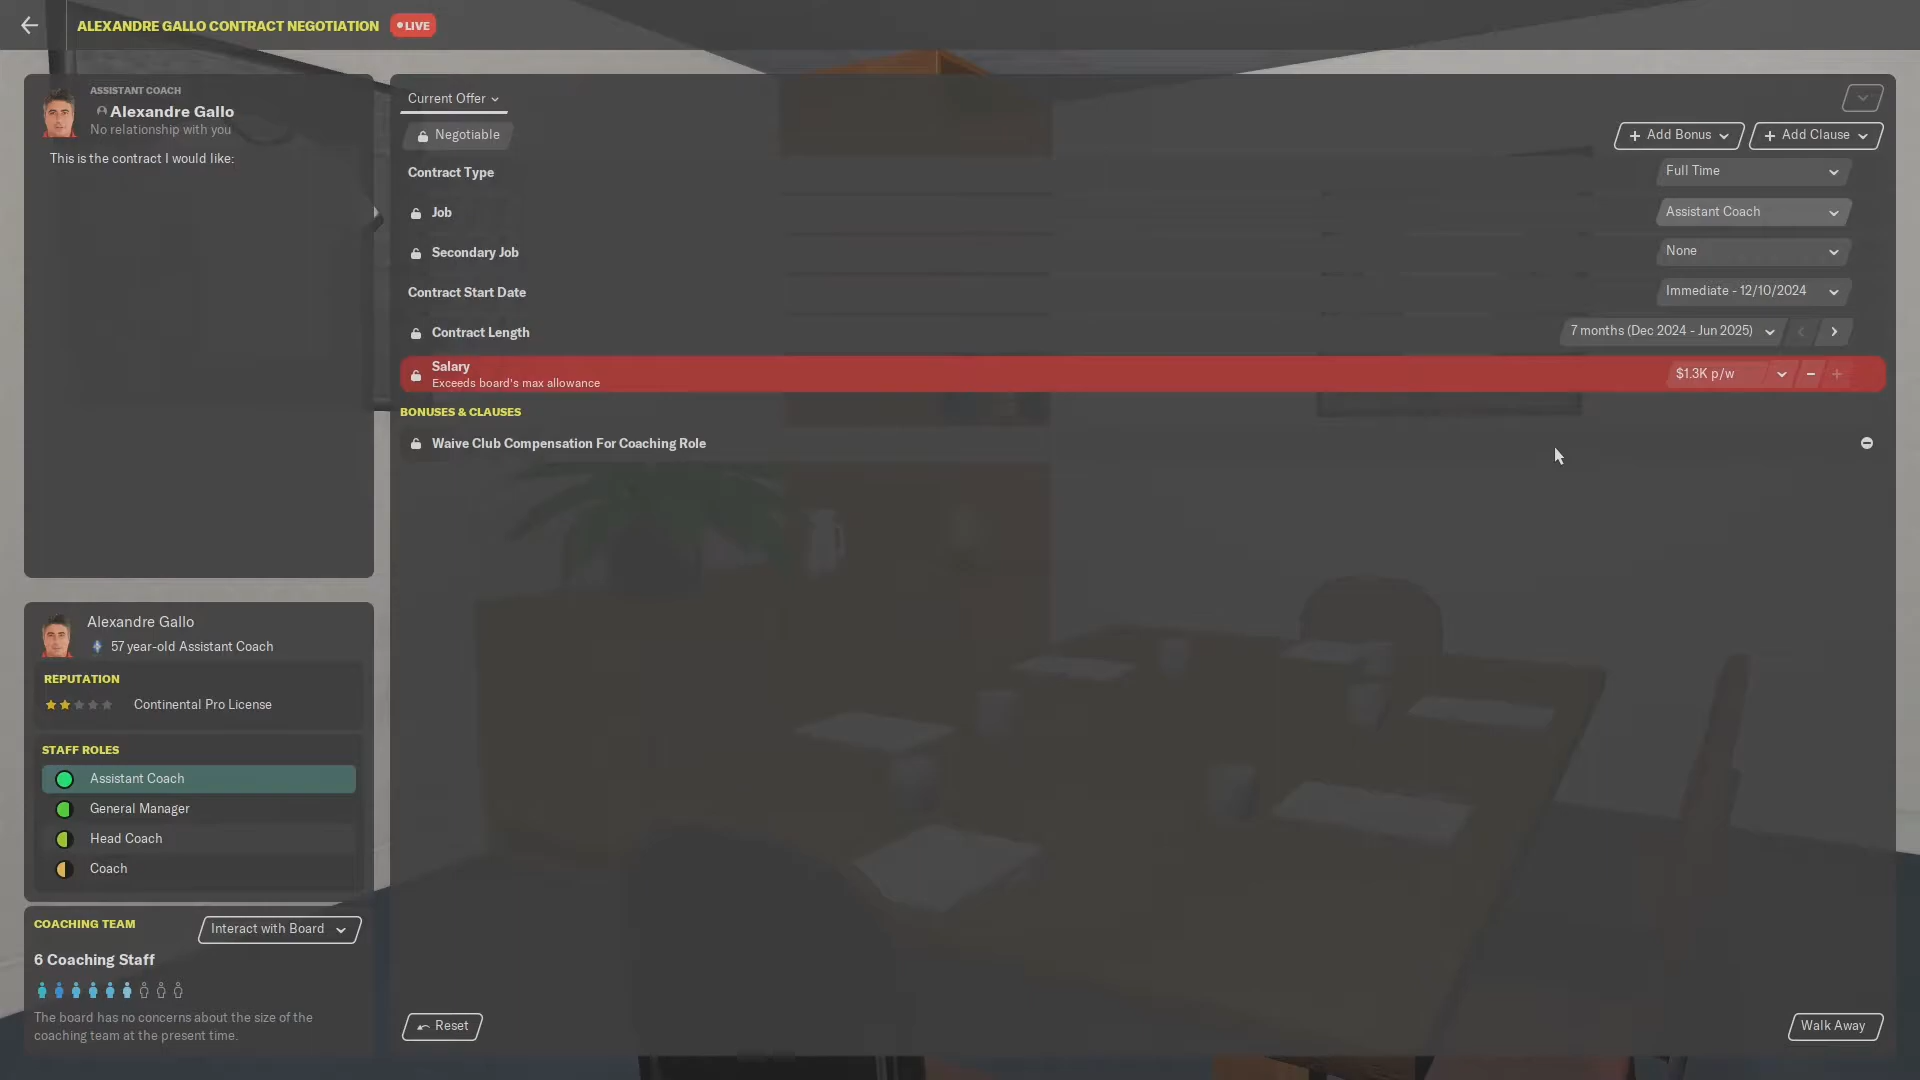 ALEXANDRE GALLO CONTRACT NEGOTIATION
LIVE
ASSISTANT COACH
Alexandre Gallo
No relationship with you
This is the contract I would like:
Current Offer
Negotiable
+ Add Bonus
+ Add Clause
Contract Type
Full Time
Job
Assistant Coach
Secondary Job
None
Contract Start Date
Immediate - 12/10/2024
Contract Length
7 months (Dec 2024 - Jun 2025)
Salary
Exceeds board's max allowance
$1.3K p/w
BONUSES & CLAUSES
Waive Club Compensation For Coaching Role
Alexandre Gallo
57 year-old Assistant Coach
REPUTATION
Continental Pro License
STAFF ROLES
Assistant Coach
General Manager
Head Coach
Coach
COACHING TEAM
Interact with Board
6 Coaching Staff
The board has no concerns about the size of the
coaching team at the present time.
Reset
Walk Away